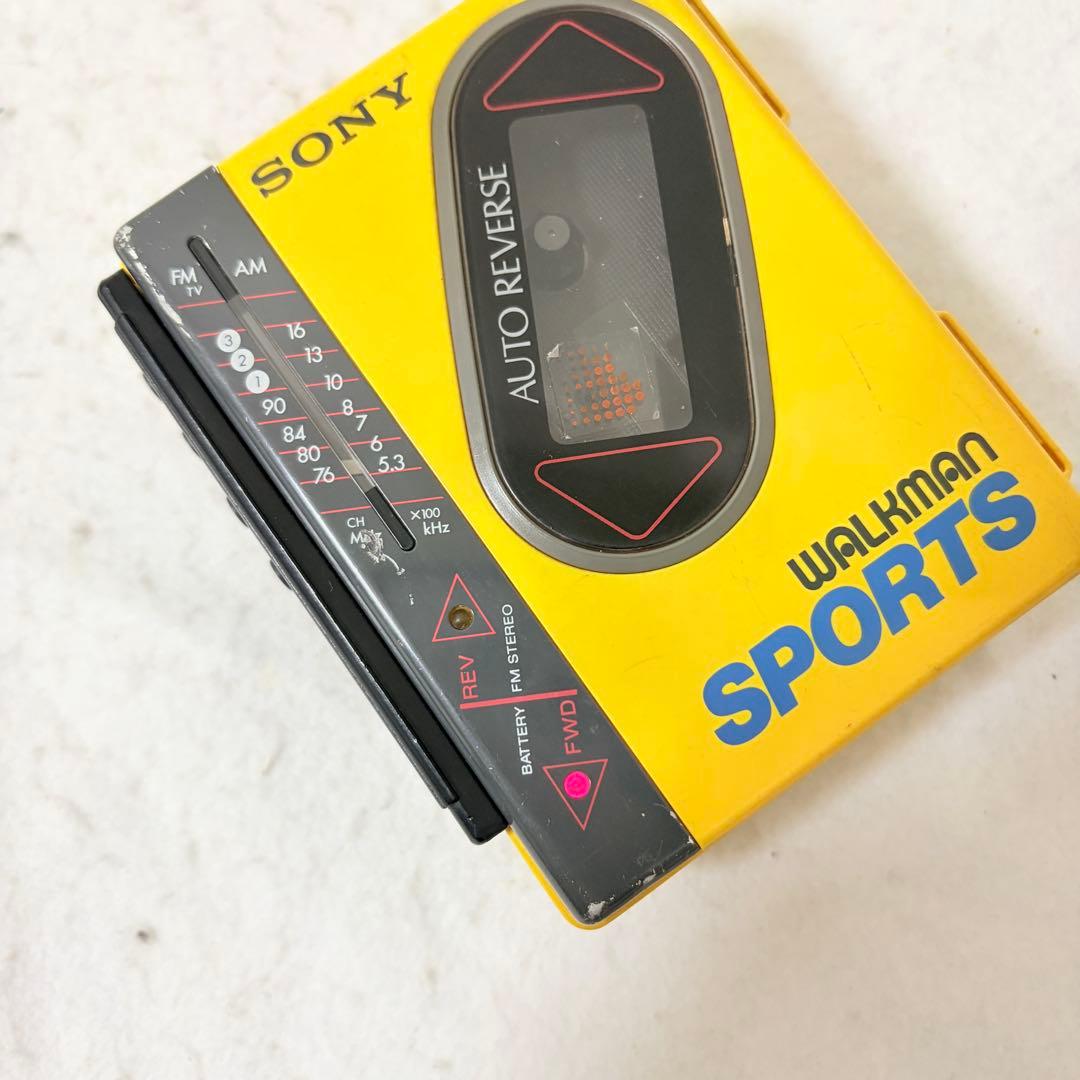 SONY
FM AM
TV
3 16
2 13
1 10
90 8
84 7
80 6
76 5.3
CH ×100
kHz
REV
FM STEREO
BATTERY
FWD
AUTO REVERSE
WALKMAN
SPORTS